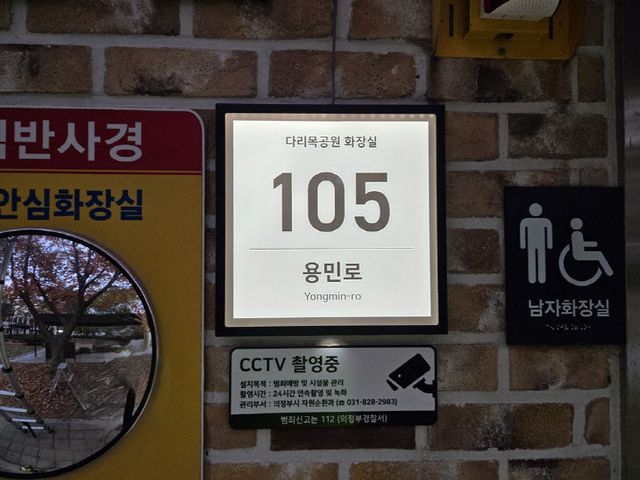 반사경
안심화장실
다리목공원 화장실
105
용민로
Yongmin-ro
남자화장실
CCTV 촬영중
설치목적 : 범죄예방 및 시설물 관리
촬영시간 : 24시간 연속촬영 및 녹화
관리부서 : 의정부시 자원순환과 (☎ 031-828-2983)
범죄신고는 112 (의정부경찰서)